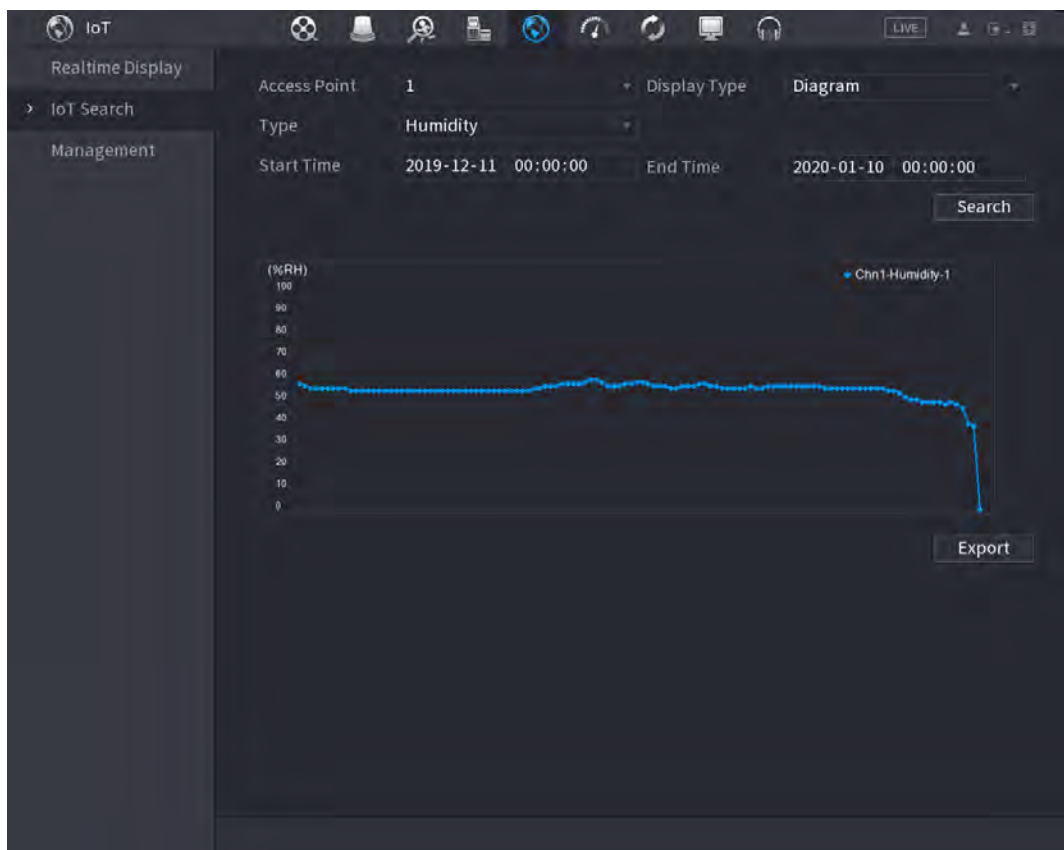 IoT
LIVE
Realtime Display
IoT Search
Management
Access Point 1 Display Type Diagram
Type Humidity
Start Time 2019-12-11 00:00:00 End Time 2020-01-10 00:00:00
Search
(%RH)
Chn1-Humidity-1
100
90
80
70
60
50
40
30
20
10
0
Export